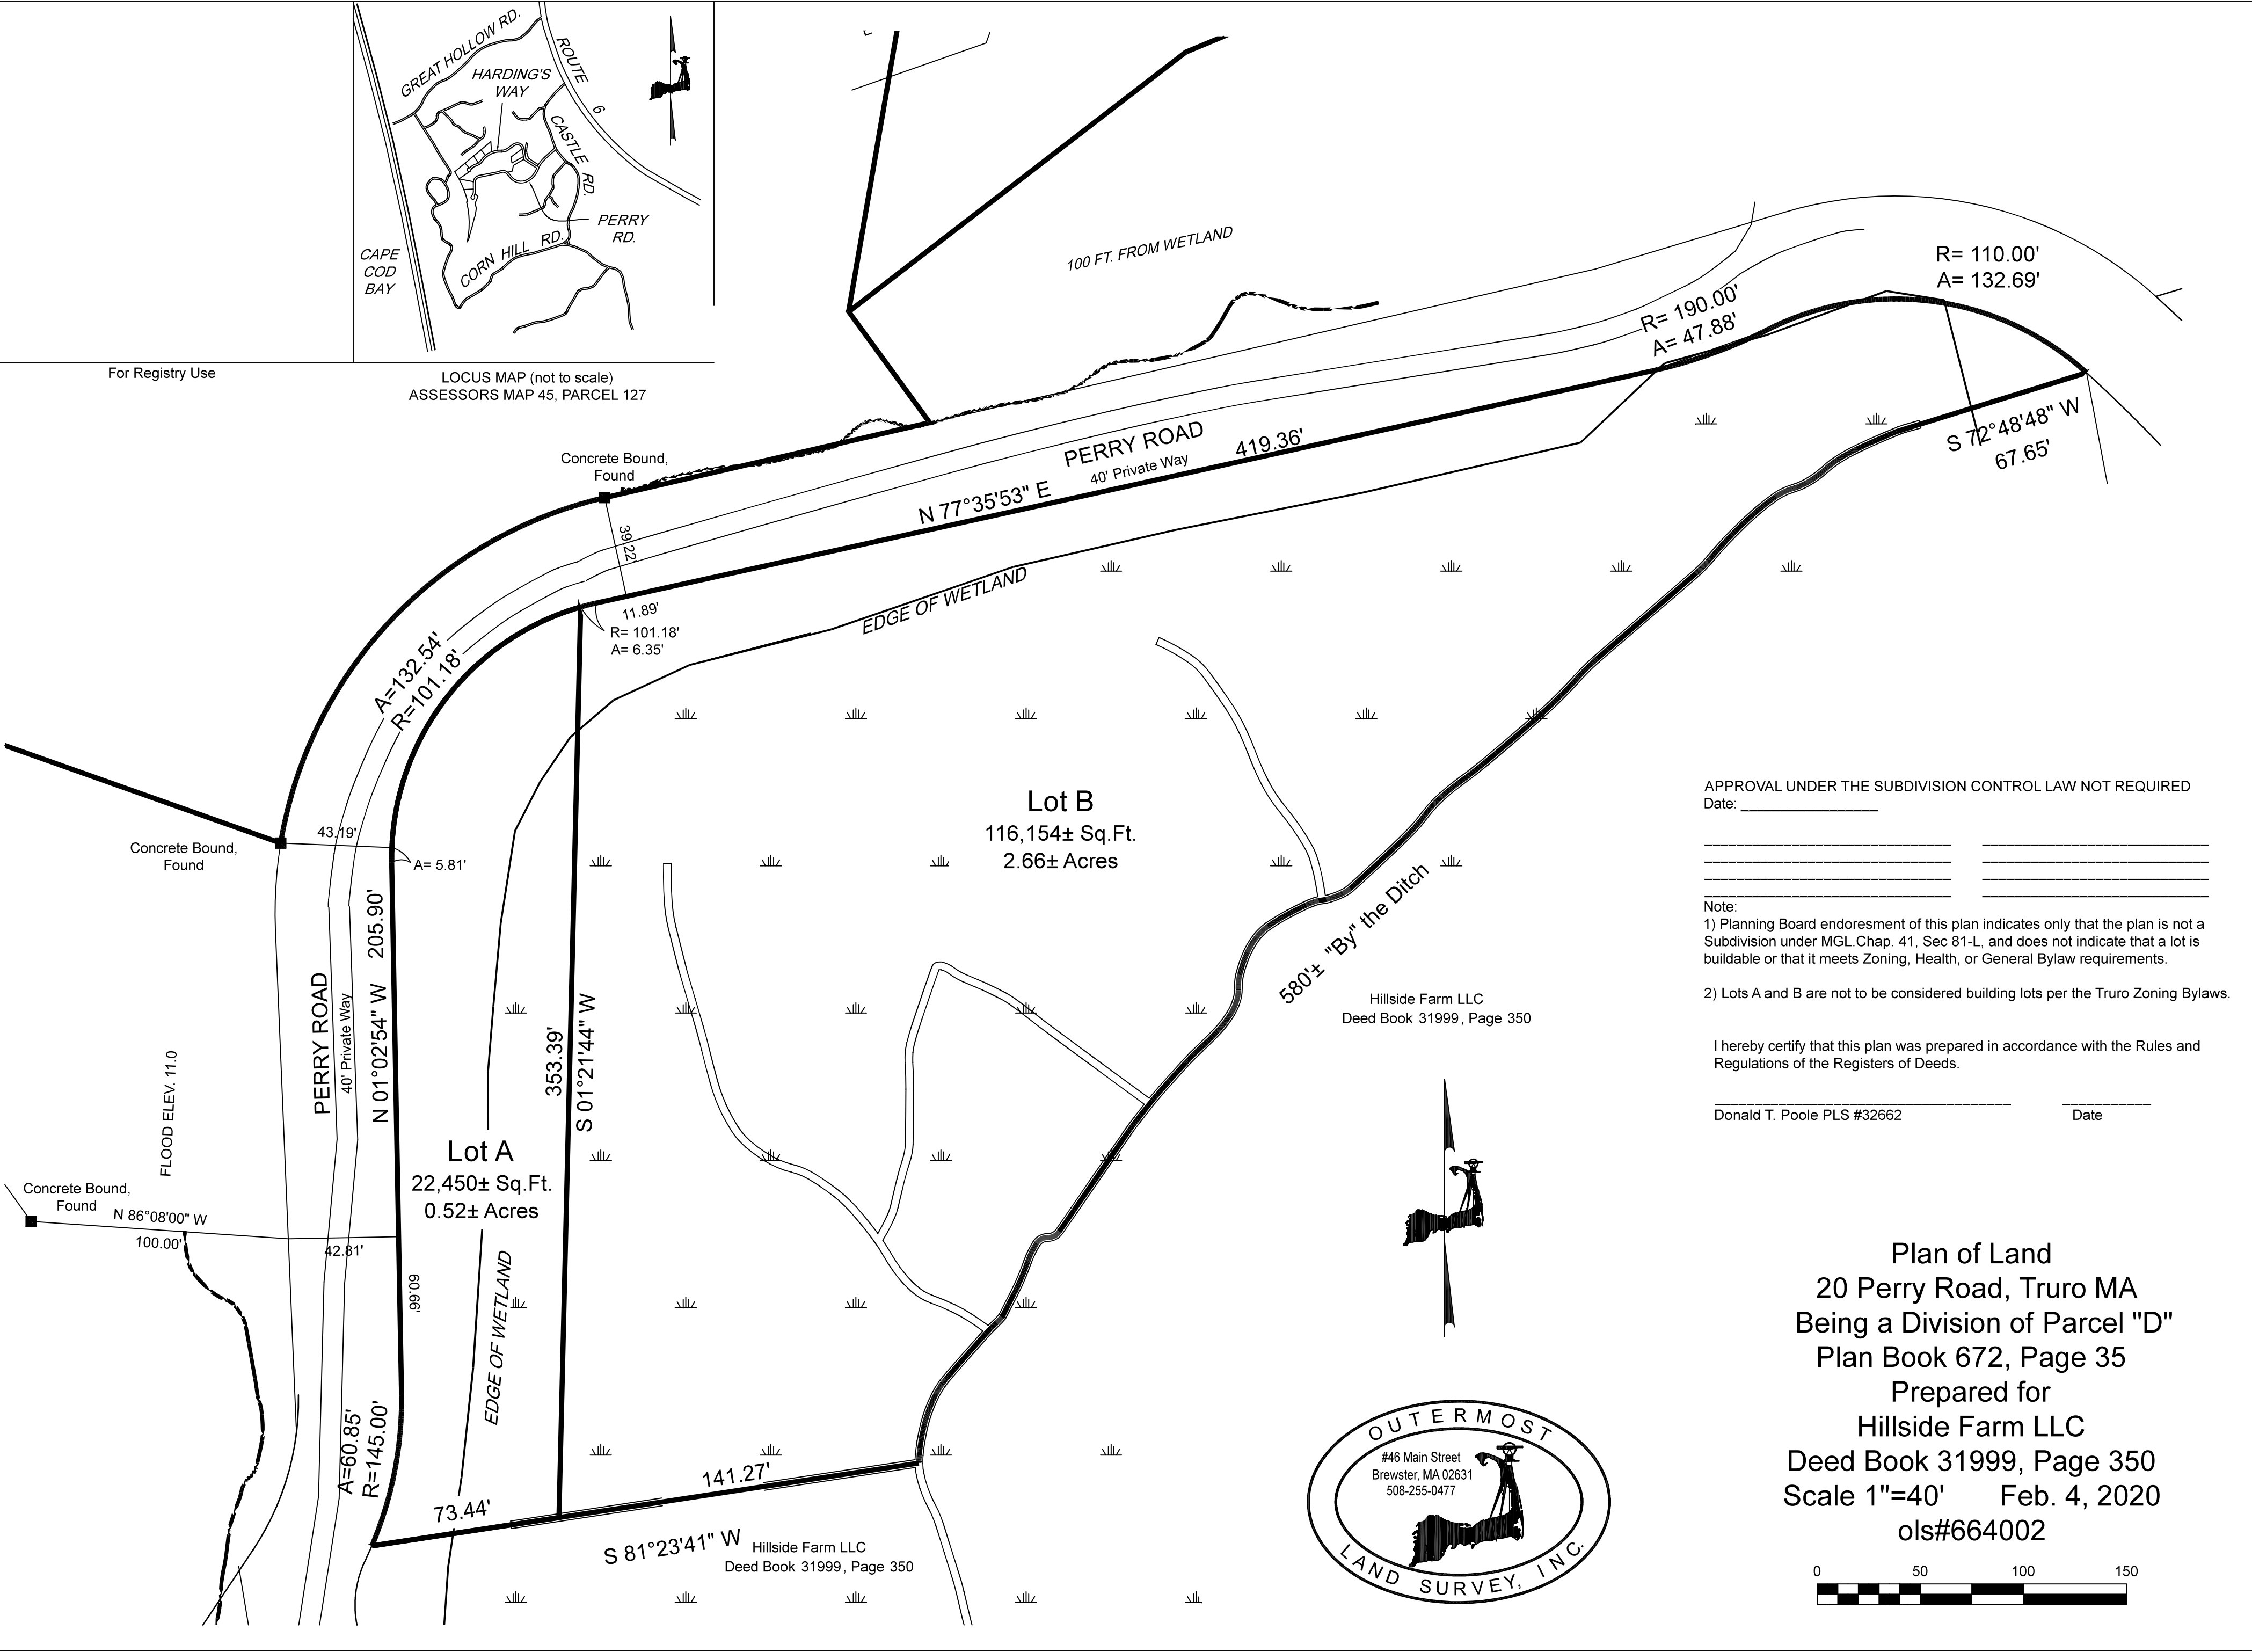 GREAT HOLLOW RD.
ROUTE
6
HARDING'S
WAY
CASTLE RD.
PERRY
RD.
CORN HILL RD.
CAPE
COD
BAY
For Registry Use
LOCUS MAP (not to scale)
ASSESSORS MAP 45, PARCEL 127
100 FT. FROM WETLAND
R= 110.00'
A= 132.69'
R= 190.00'
A= 47.88'
S 72°48'48" W
67.65'
Concrete Bound,
Found
PERRY ROAD
40' Private Way
419.36'
N 77°35'53" E
39.22'
11.89'
R= 101.18'
A= 6.35'
EDGE OF WETLAND
A=132.54'
R=101.18'
43.19'
Concrete Bound,
Found
A= 5.81'
Lot B
116,154± Sq.Ft.
2.66± Acres
580'± "By" the Ditch
Hillside Farm LLC
Deed Book 31999, Page 350
PERRY ROAD
40' Private Way
N 01°02'54" W 205.90'
353.39'
S 01°21'44" W
FLOOD ELEV. 11.0
Lot A
22,450± Sq.Ft.
0.52± Acres
Concrete Bound,
Found
N 86°08'00" W
100.00'
42.81'
60.66'
EDGE OF WETLAND
A=60.85'
R=145.00'
73.44'
141.27'
S 81°23'41" W
Hillside Farm LLC
Deed Book 31999, Page 350
APPROVAL UNDER THE SUBDIVISION CONTROL LAW NOT REQUIRED
Date:
Note:
1) Planning Board endoresment of this plan indicates only that the plan is not a
Subdivision under MGL.Chap. 41, Sec 81-L, and does not indicate that a lot is
buildable or that it meets Zoning, Health, or General Bylaw requirements.
2) Lots A and B are not to be considered building lots per the Truro Zoning Bylaws.
I hereby certify that this plan was prepared in accordance with the Rules and
Regulations of the Registers of Deeds.
Donald T. Poole PLS #32662 Date
OUTERMOST
#46 Main Street
Brewster, MA 02631
508-255-0477
LAND SURVEY, INC.
Plan of Land
20 Perry Road, Truro MA
Being a Division of Parcel "D"
Plan Book 672, Page 35
Prepared for
Hillside Farm LLC
Deed Book 31999, Page 350
Scale 1"=40' Feb. 4, 2020
ols#664002
0 50 100 150